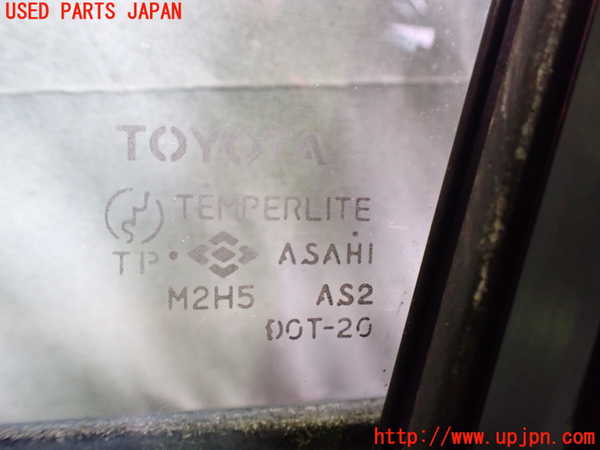 USED PARTS JAPAN
TOYOTA
TEMPERLITE
TP ASAHI
M2H5 AS2
DOT-20
http://www.upjpn.com